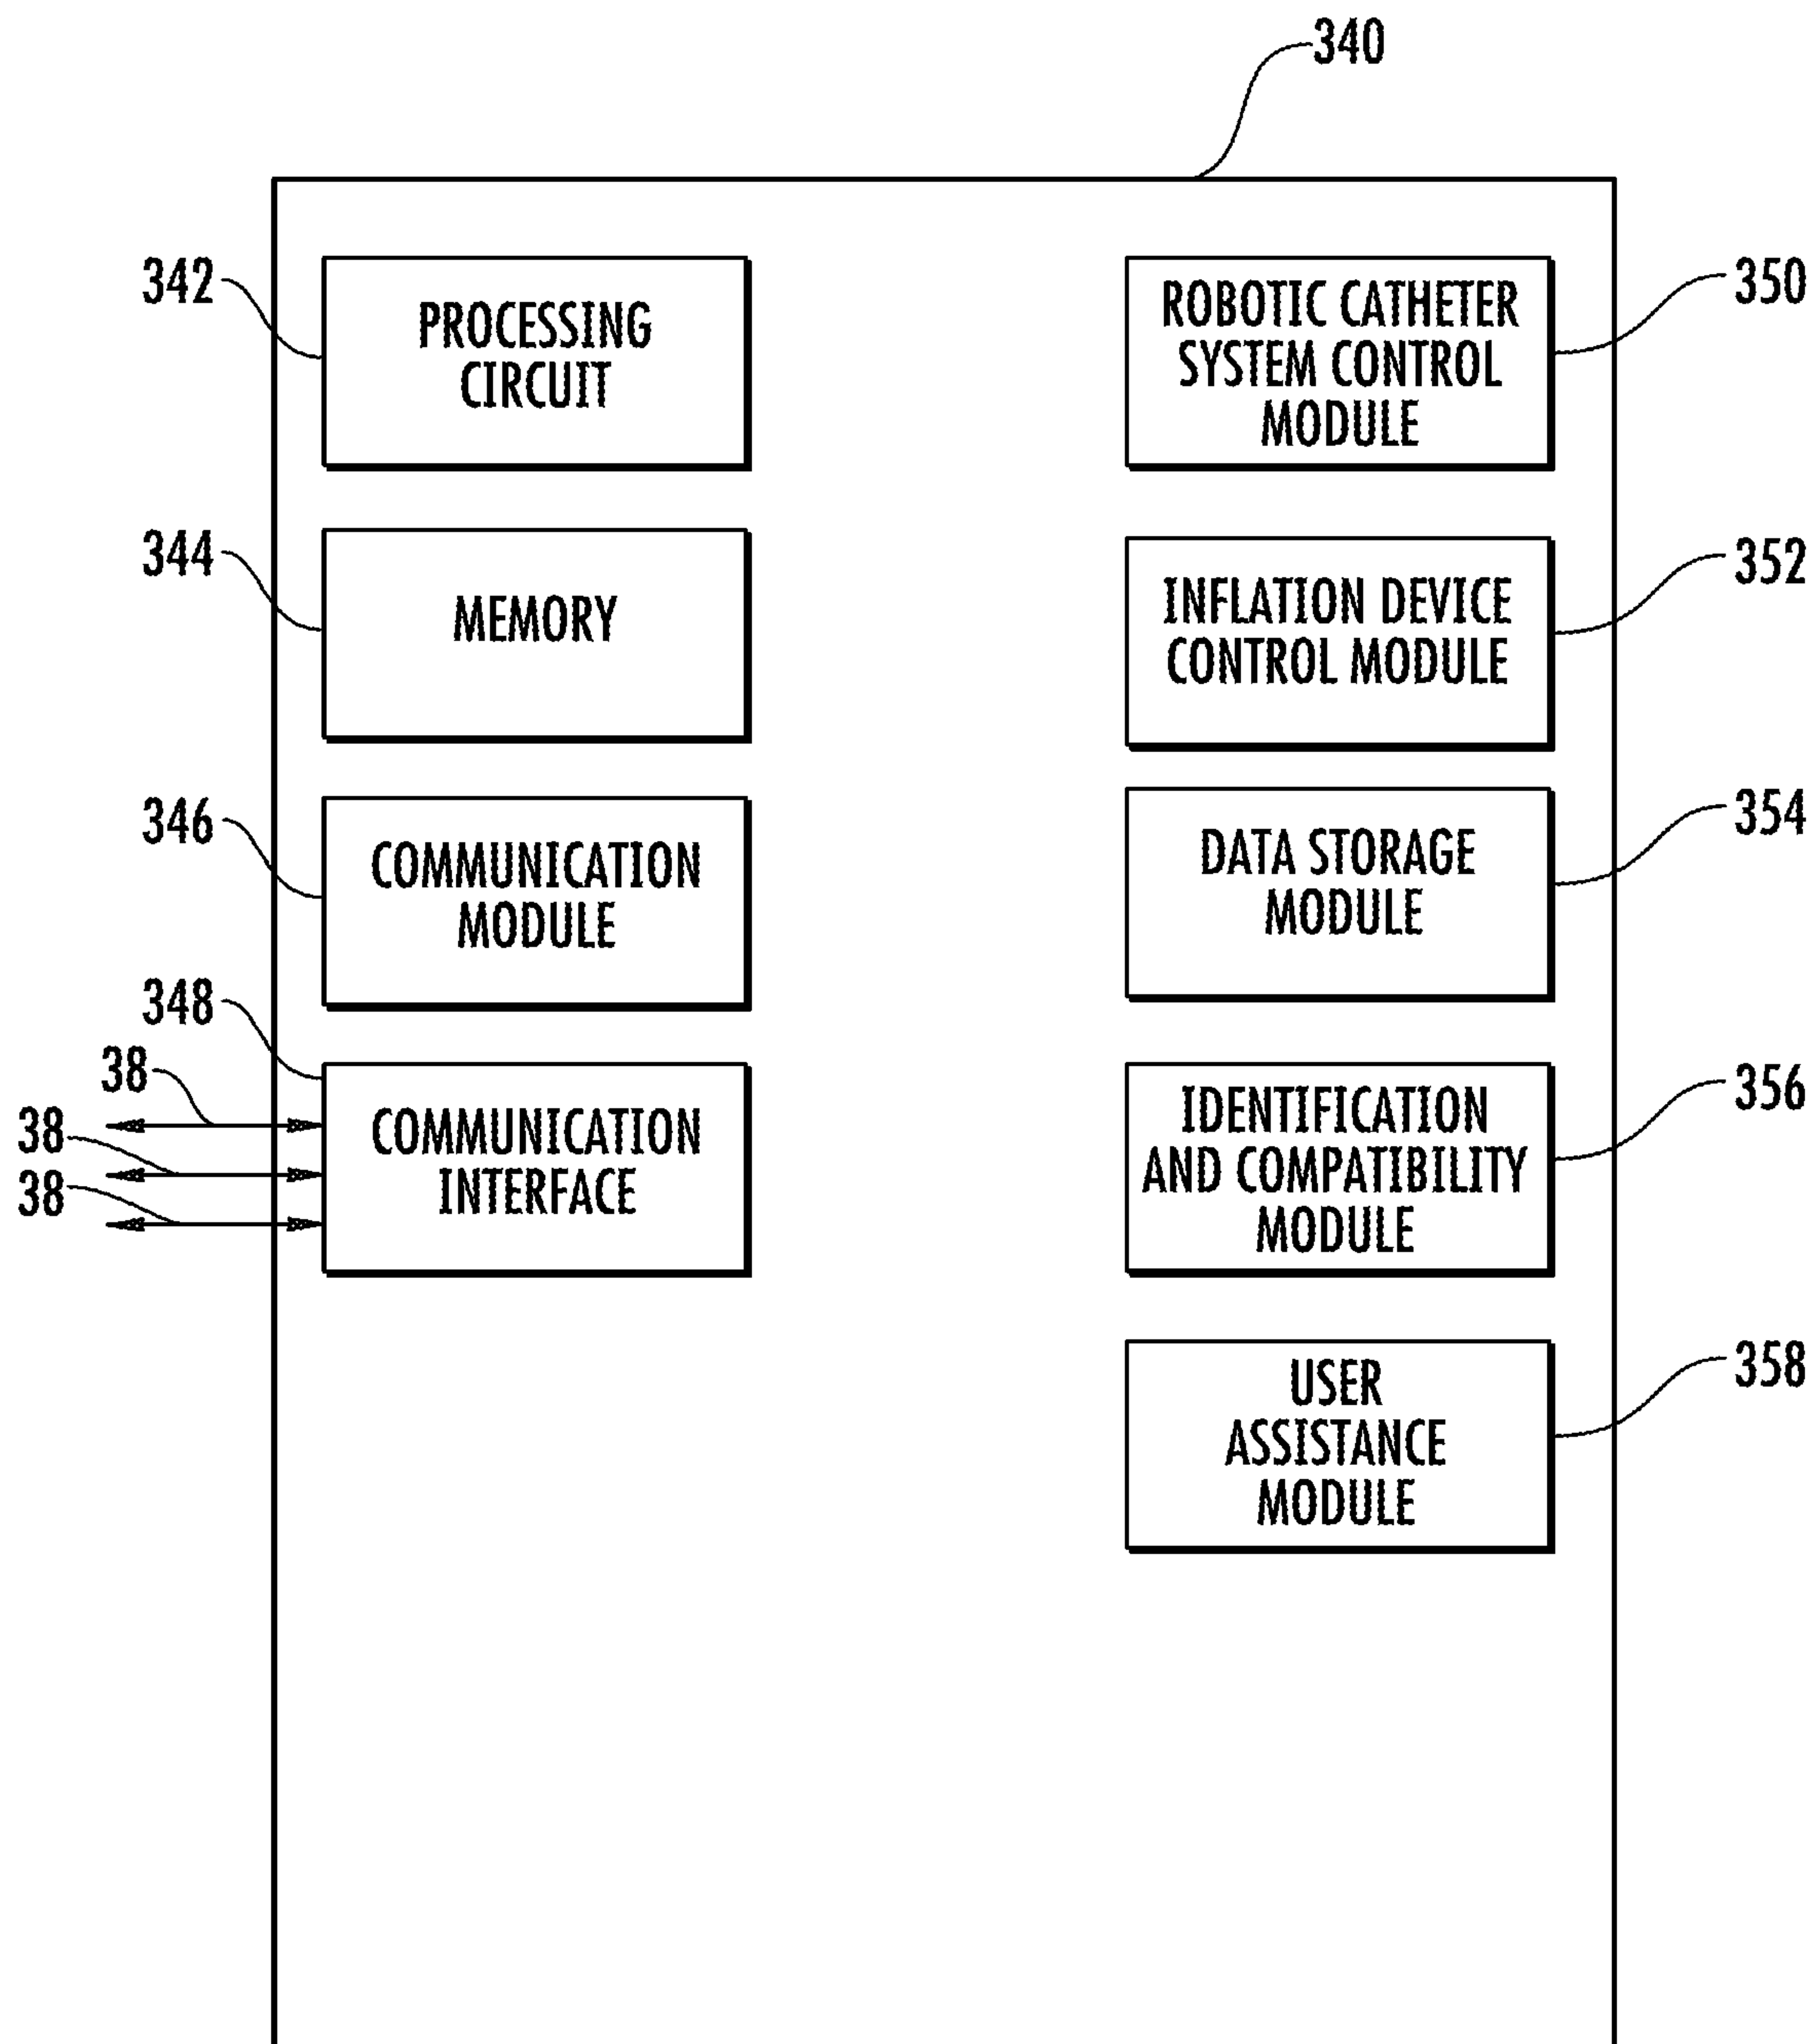 340
342
PROCESSING
CIRCUIT
344
MEMORY
346
COMMUNICATION
MODULE
348
38
38
38
COMMUNICATION
INTERFACE
350
ROBOTIC CATHETER
SYSTEM CONTROL
MODULE
352
INFLATION DEVICE
CONTROL MODULE
354
DATA STORAGE
MODULE
356
IDENTIFICATION
AND COMPATIBILITY
MODULE
358
USER
ASSISTANCE
MODULE